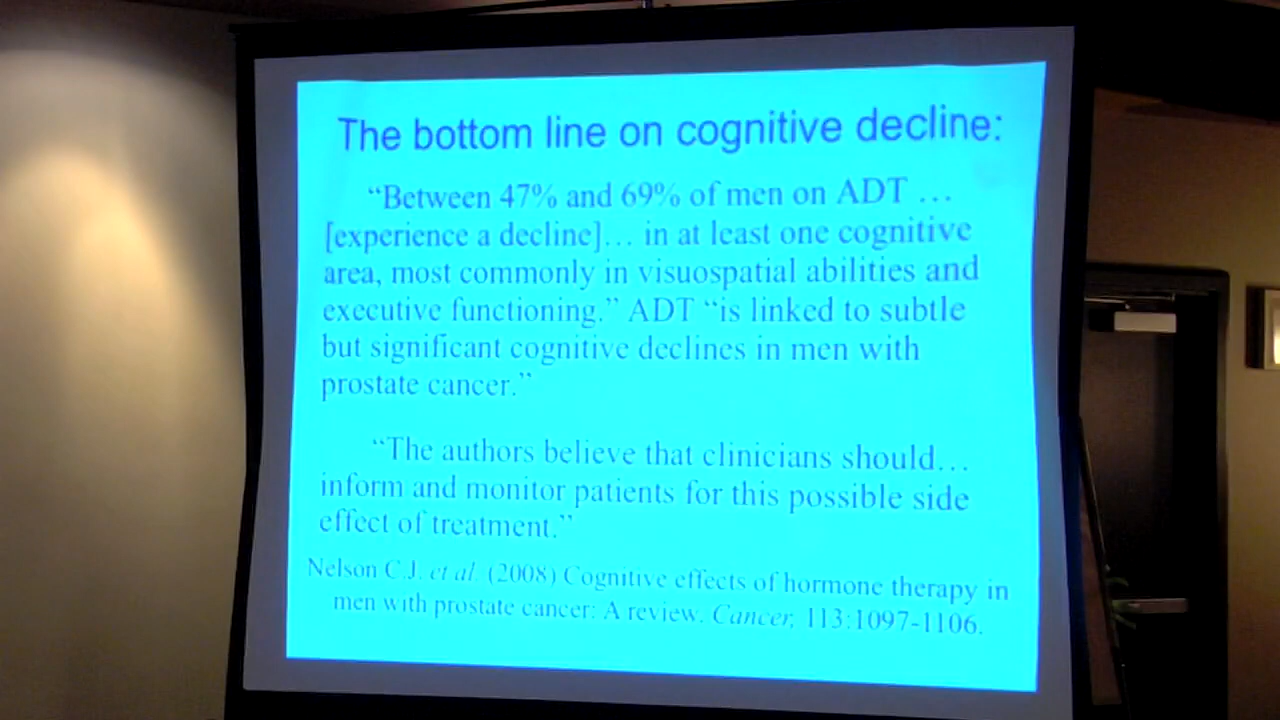 The bottom line on cognitive decline:
“Between 47% and 69% of men on ADT …
[experience a decline]… in at least one cognitive
area, most commonly in visuospatial abilities and
executive functioning.” ADT “is linked to subtle
but significant cognitive declines in men with
prostate cancer.”
“The authors believe that clinicians should…
inform and monitor patients for this possible side
effect of treatment.”
Nelson C.J. et al. (2008) Cognitive effects of hormone therapy in
men with prostate cancer: A review. Cancer, 113:1097-1106.